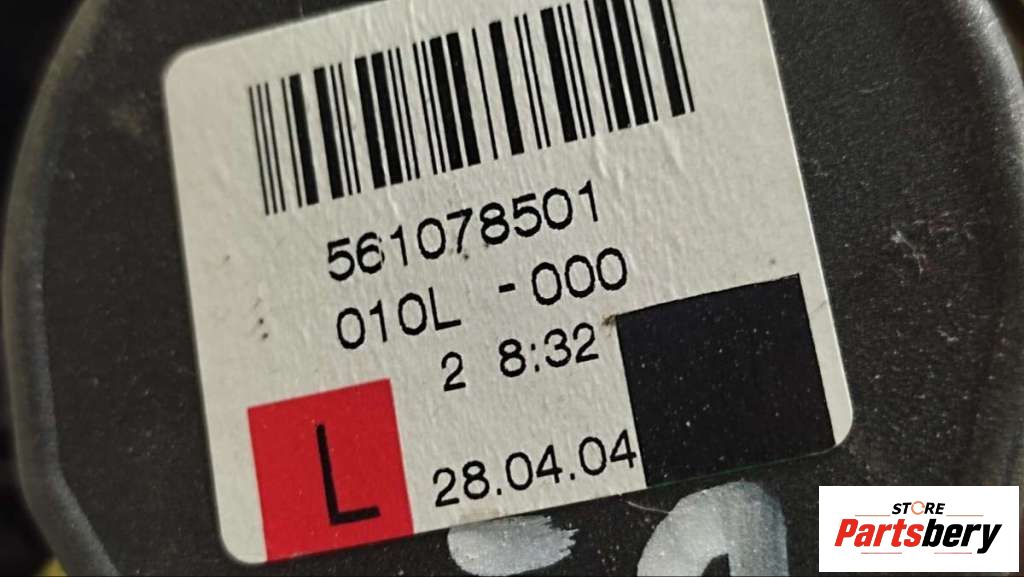 561078501
010L -000
2 8:32
L
28.04.04
STORE
Partsbery